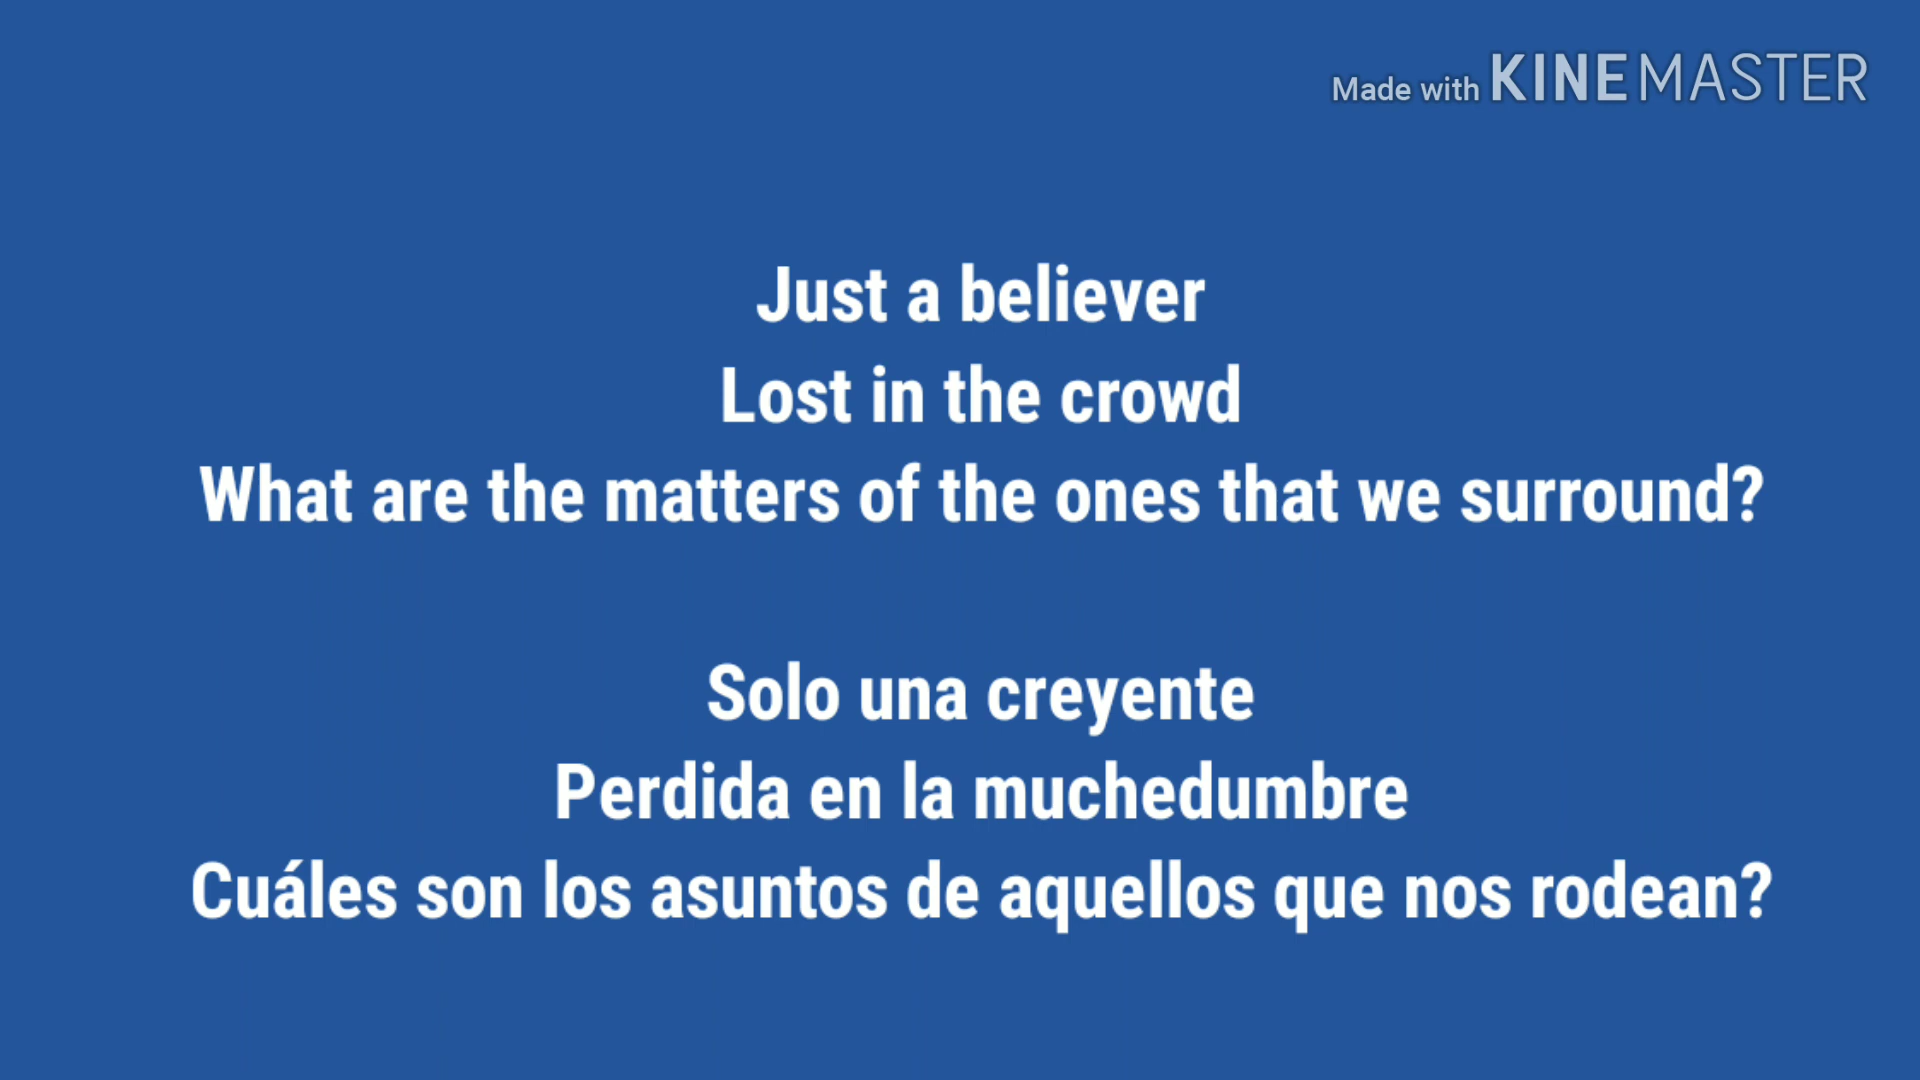 Made with KINEMASTER
Just a believer
Lost in the crowd
What are the matters of the ones that we surround?
Solo una creyente
Perdida en la muchedumbre
Cuáles son los asuntos de aquellos que nos rodean?